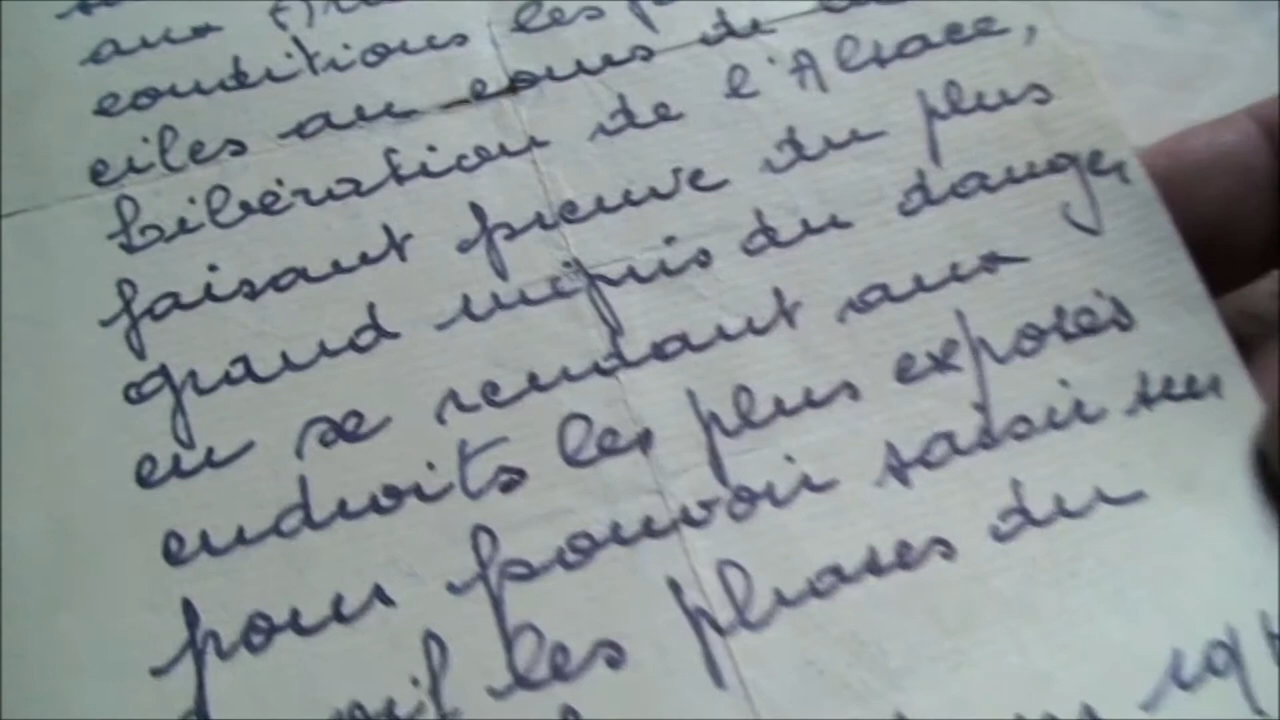 aux
conditions les
ciles au cours de
Libération de l'Alsace,
faisant preuve du plus
grand mépris du danger
en se rendant aux
endroits les plus exposés
pour pouvoir saisir sur
les phases du